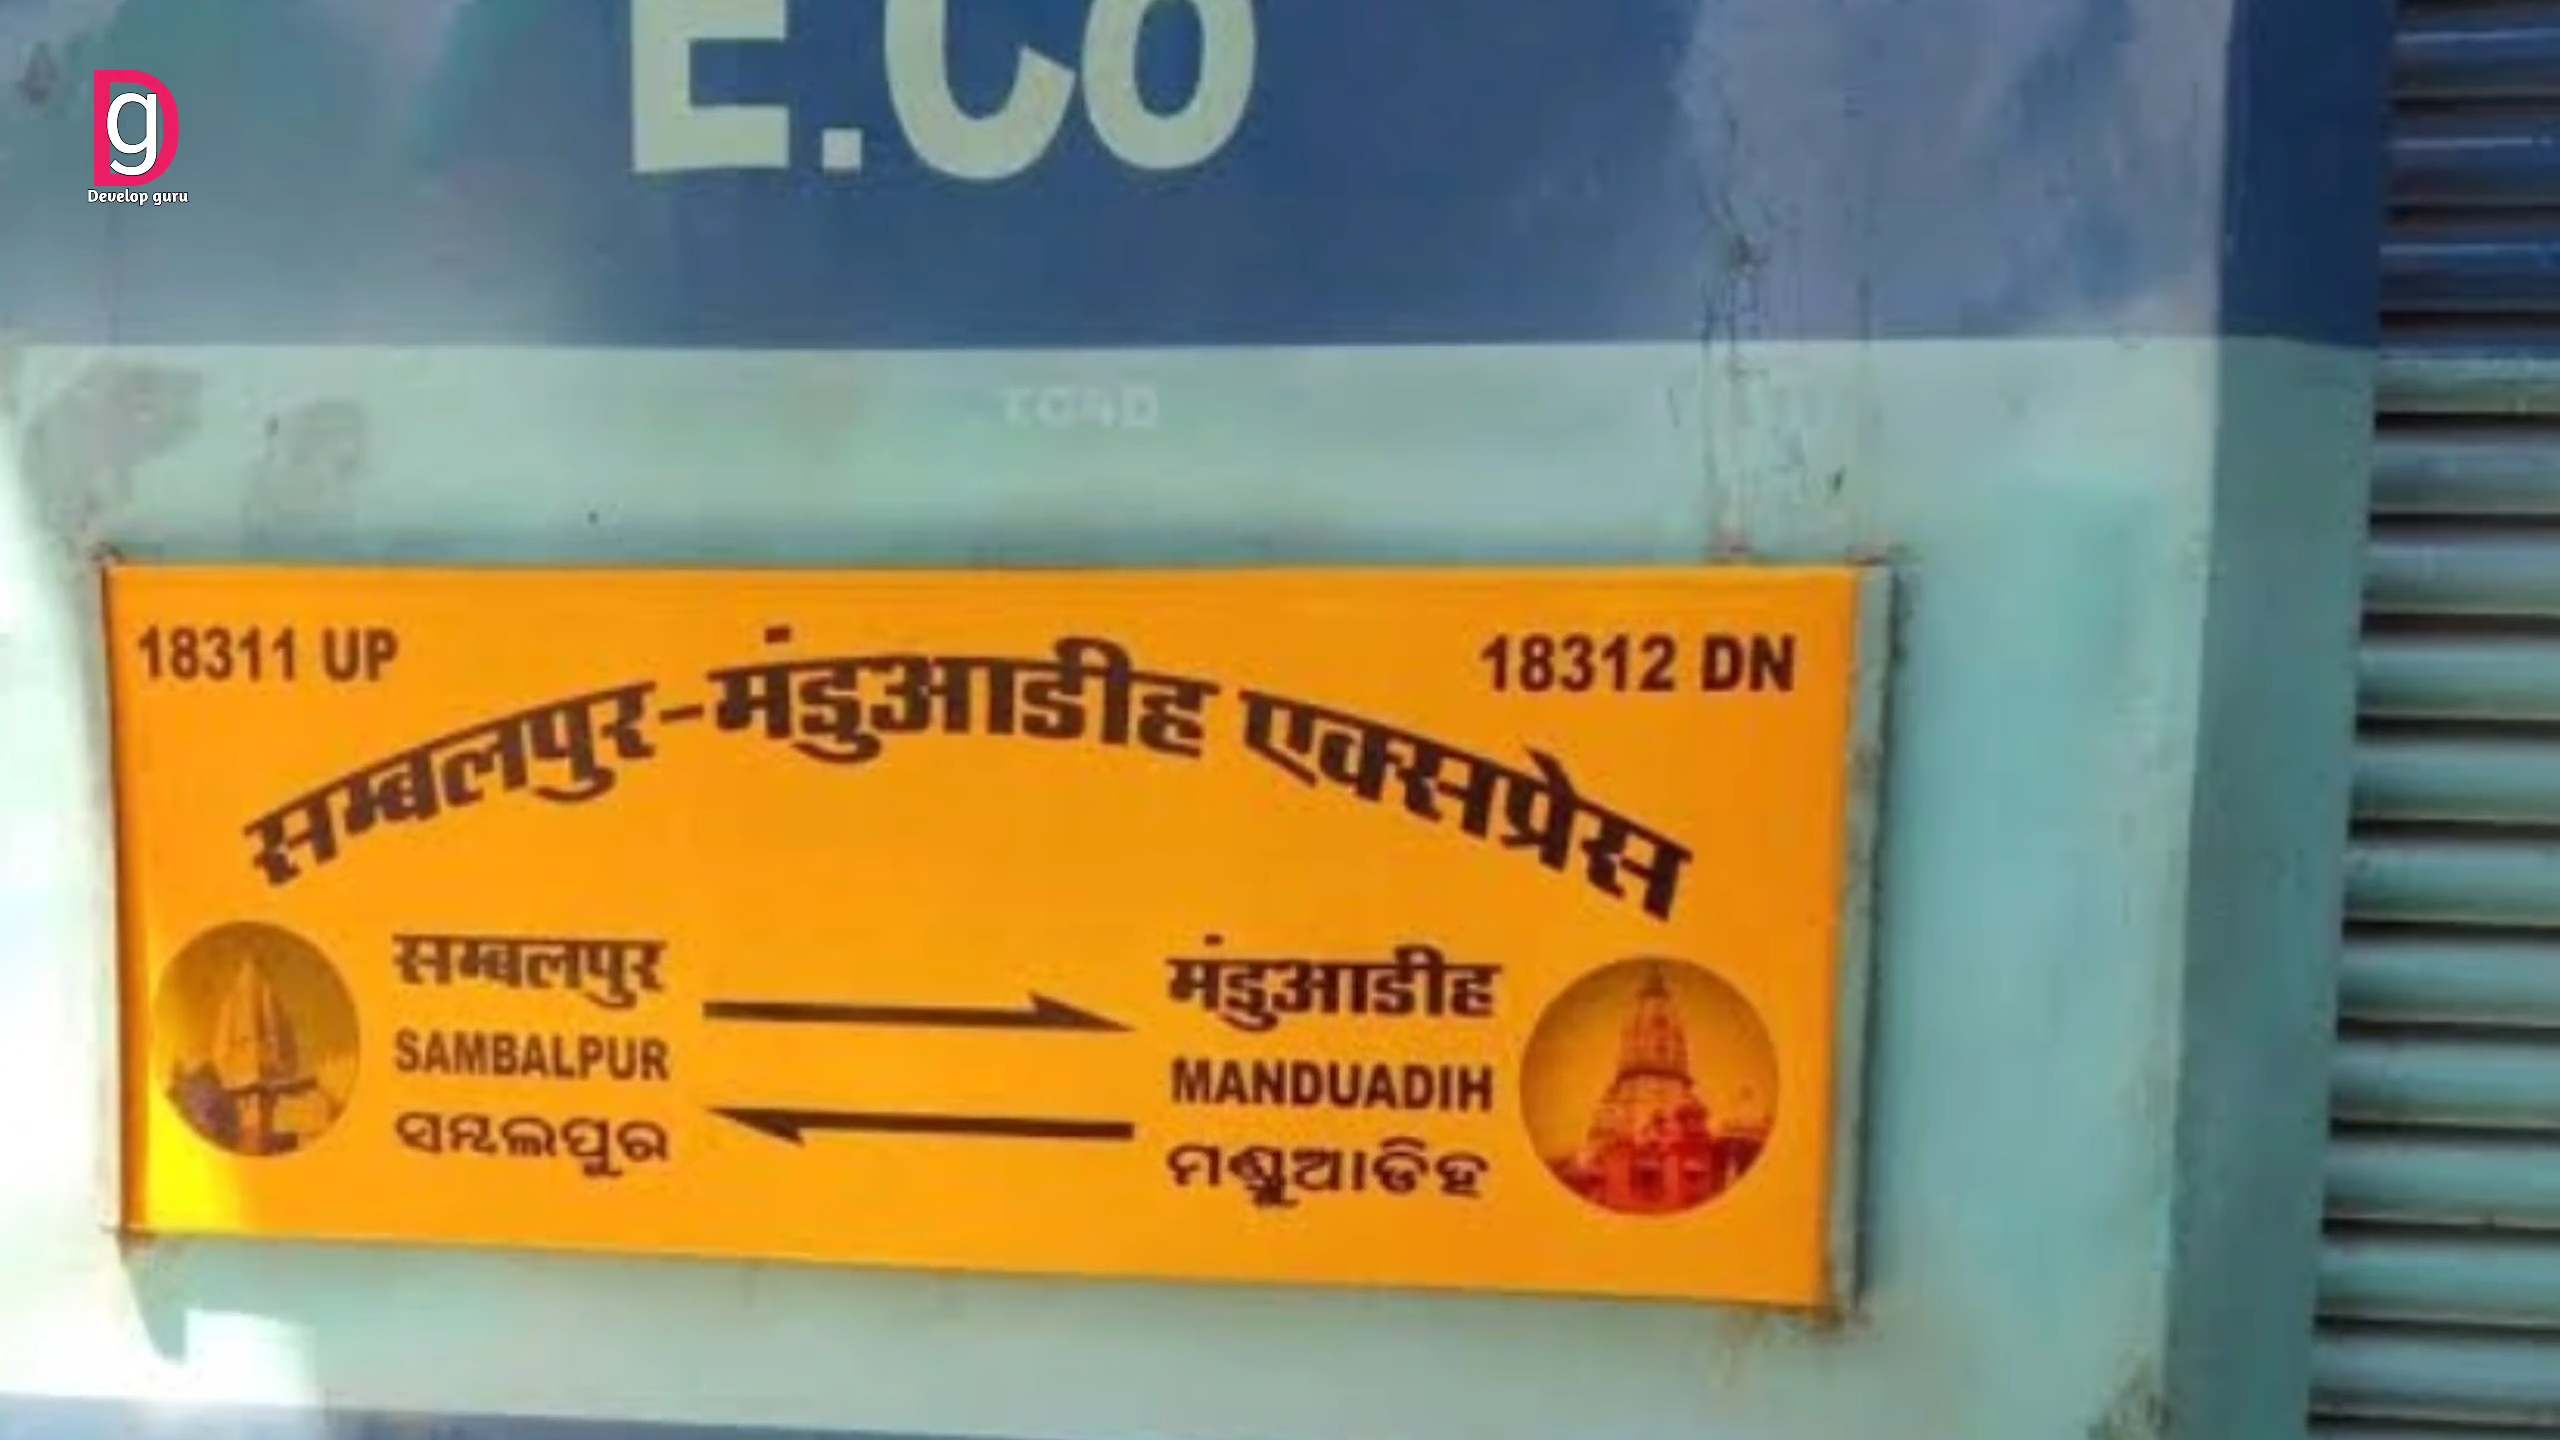 E.Co
Dg
Develop guru
18311 UP
18312 DN
सम्बलपुर-मंडुआडीह एक्सप्रेस
सम्बलपुर
SAMBALPUR
ସମ୍ବଲପୁର
मंडुआडीह
MANDUADIH
ମଣ୍ଡୁଆଡିହ